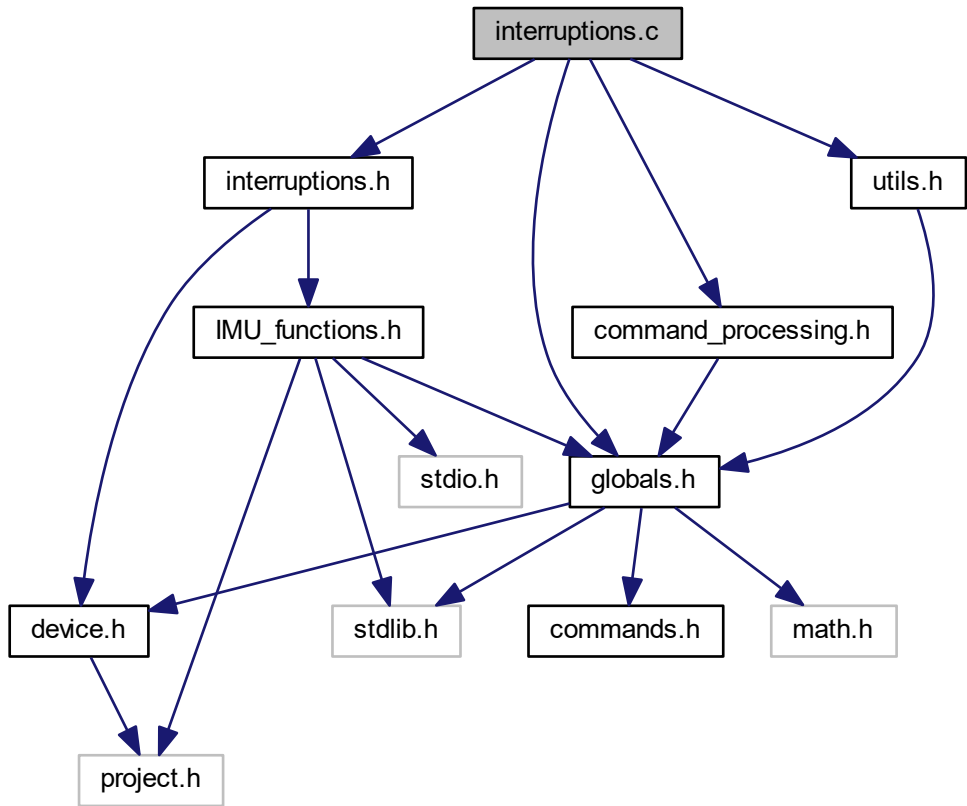 interruptions.c
interruptions.h
utils.h
IMU_functions.h
command_processing.h
stdio.h
globals.h
device.h
stdlib.h
commands.h
math.h
project.h